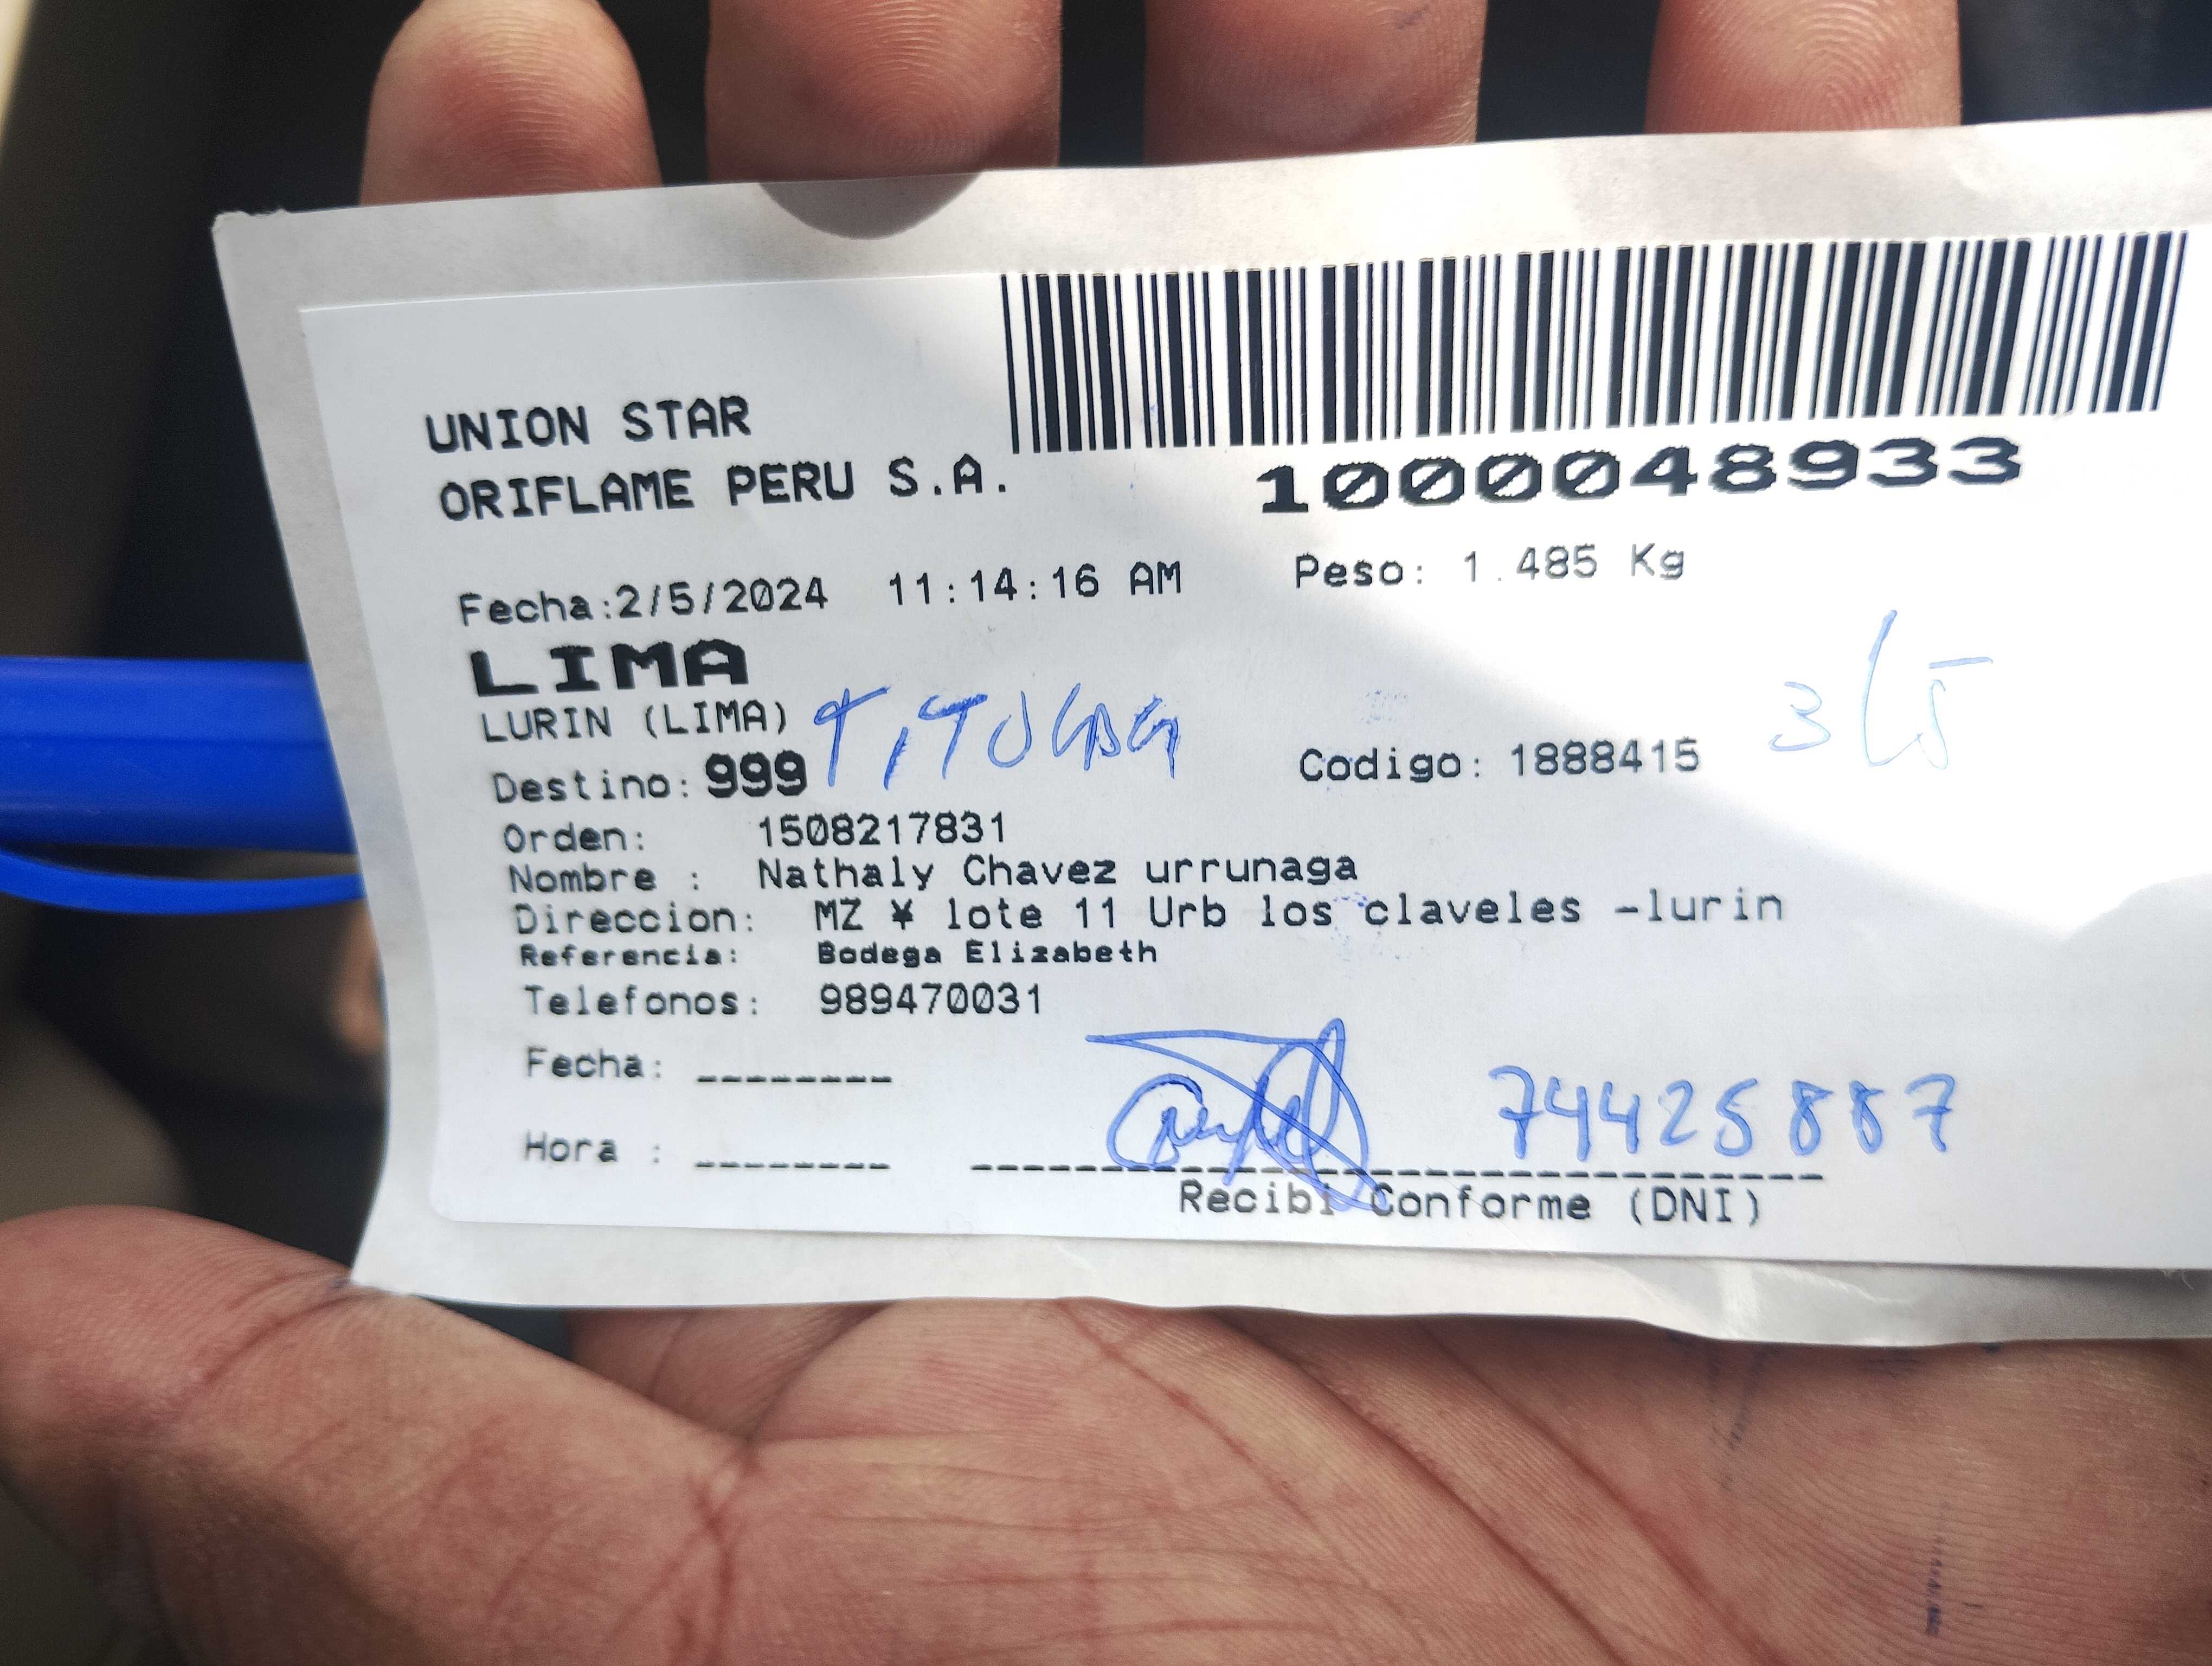 UNION STAR
ORIFLAME PERU S.A.
1000048933
Fecha:2/5/2024 11:14:16 AM Peso: 1.485 Kg
LIMA
LURIN (LIMA)
3/5
Destino: 999 Codigo: 1888415
Orden: 1508217831
Nombre : Nathaly Chavez urrunaga
Direccion: MZ ¥ lote 11 Urb los claveles -lurin
Referencia: Bodega Elizabeth
Telefonos: 989470031
Fecha: --------
74425887
Hora : --------
Recibi Conforme (DNI)